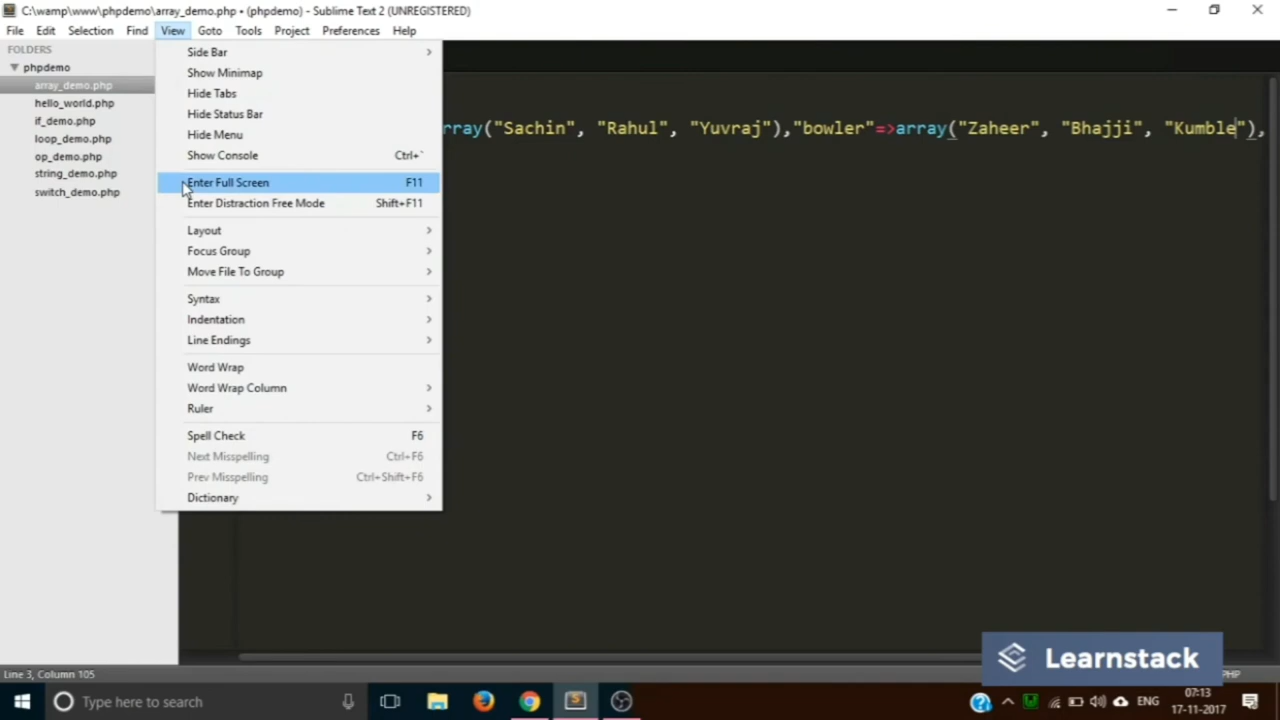 C:\wamp\www\phpdemo\array_demo.php • (phpdemo) - Sublime Text 2 (UNREGISTERED)
File Edit Selection Find View Goto Tools Project Preferences Help
FOLDERS
phpdemo
array_demo.php
hello_world.php
if_demo.php
loop_demo.php
op_demo.php
string_demo.php
switch_demo.php
Side Bar
Show Minimap
Hide Tabs
Hide Status Bar
Hide Menu
Show Console Ctrl+`
Enter Full Screen F11
Enter Distraction Free Mode Shift+F11
Layout
Focus Group
Move File To Group
Syntax
Indentation
Line Endings
Word Wrap
Word Wrap Column
Ruler
Spell Check F6
Next Misspelling Ctrl+F6
Prev Misspelling Ctrl+Shift+F6
Dictionary
rray("Sachin", "Rahul", "Yuvraj"),"bowler"=>array("Zaheer", "Bhajji", "Kumble"),
Learnstack
Line 3, Column 105
PHP
Type here to search
ENG
07:13
17-11-2017